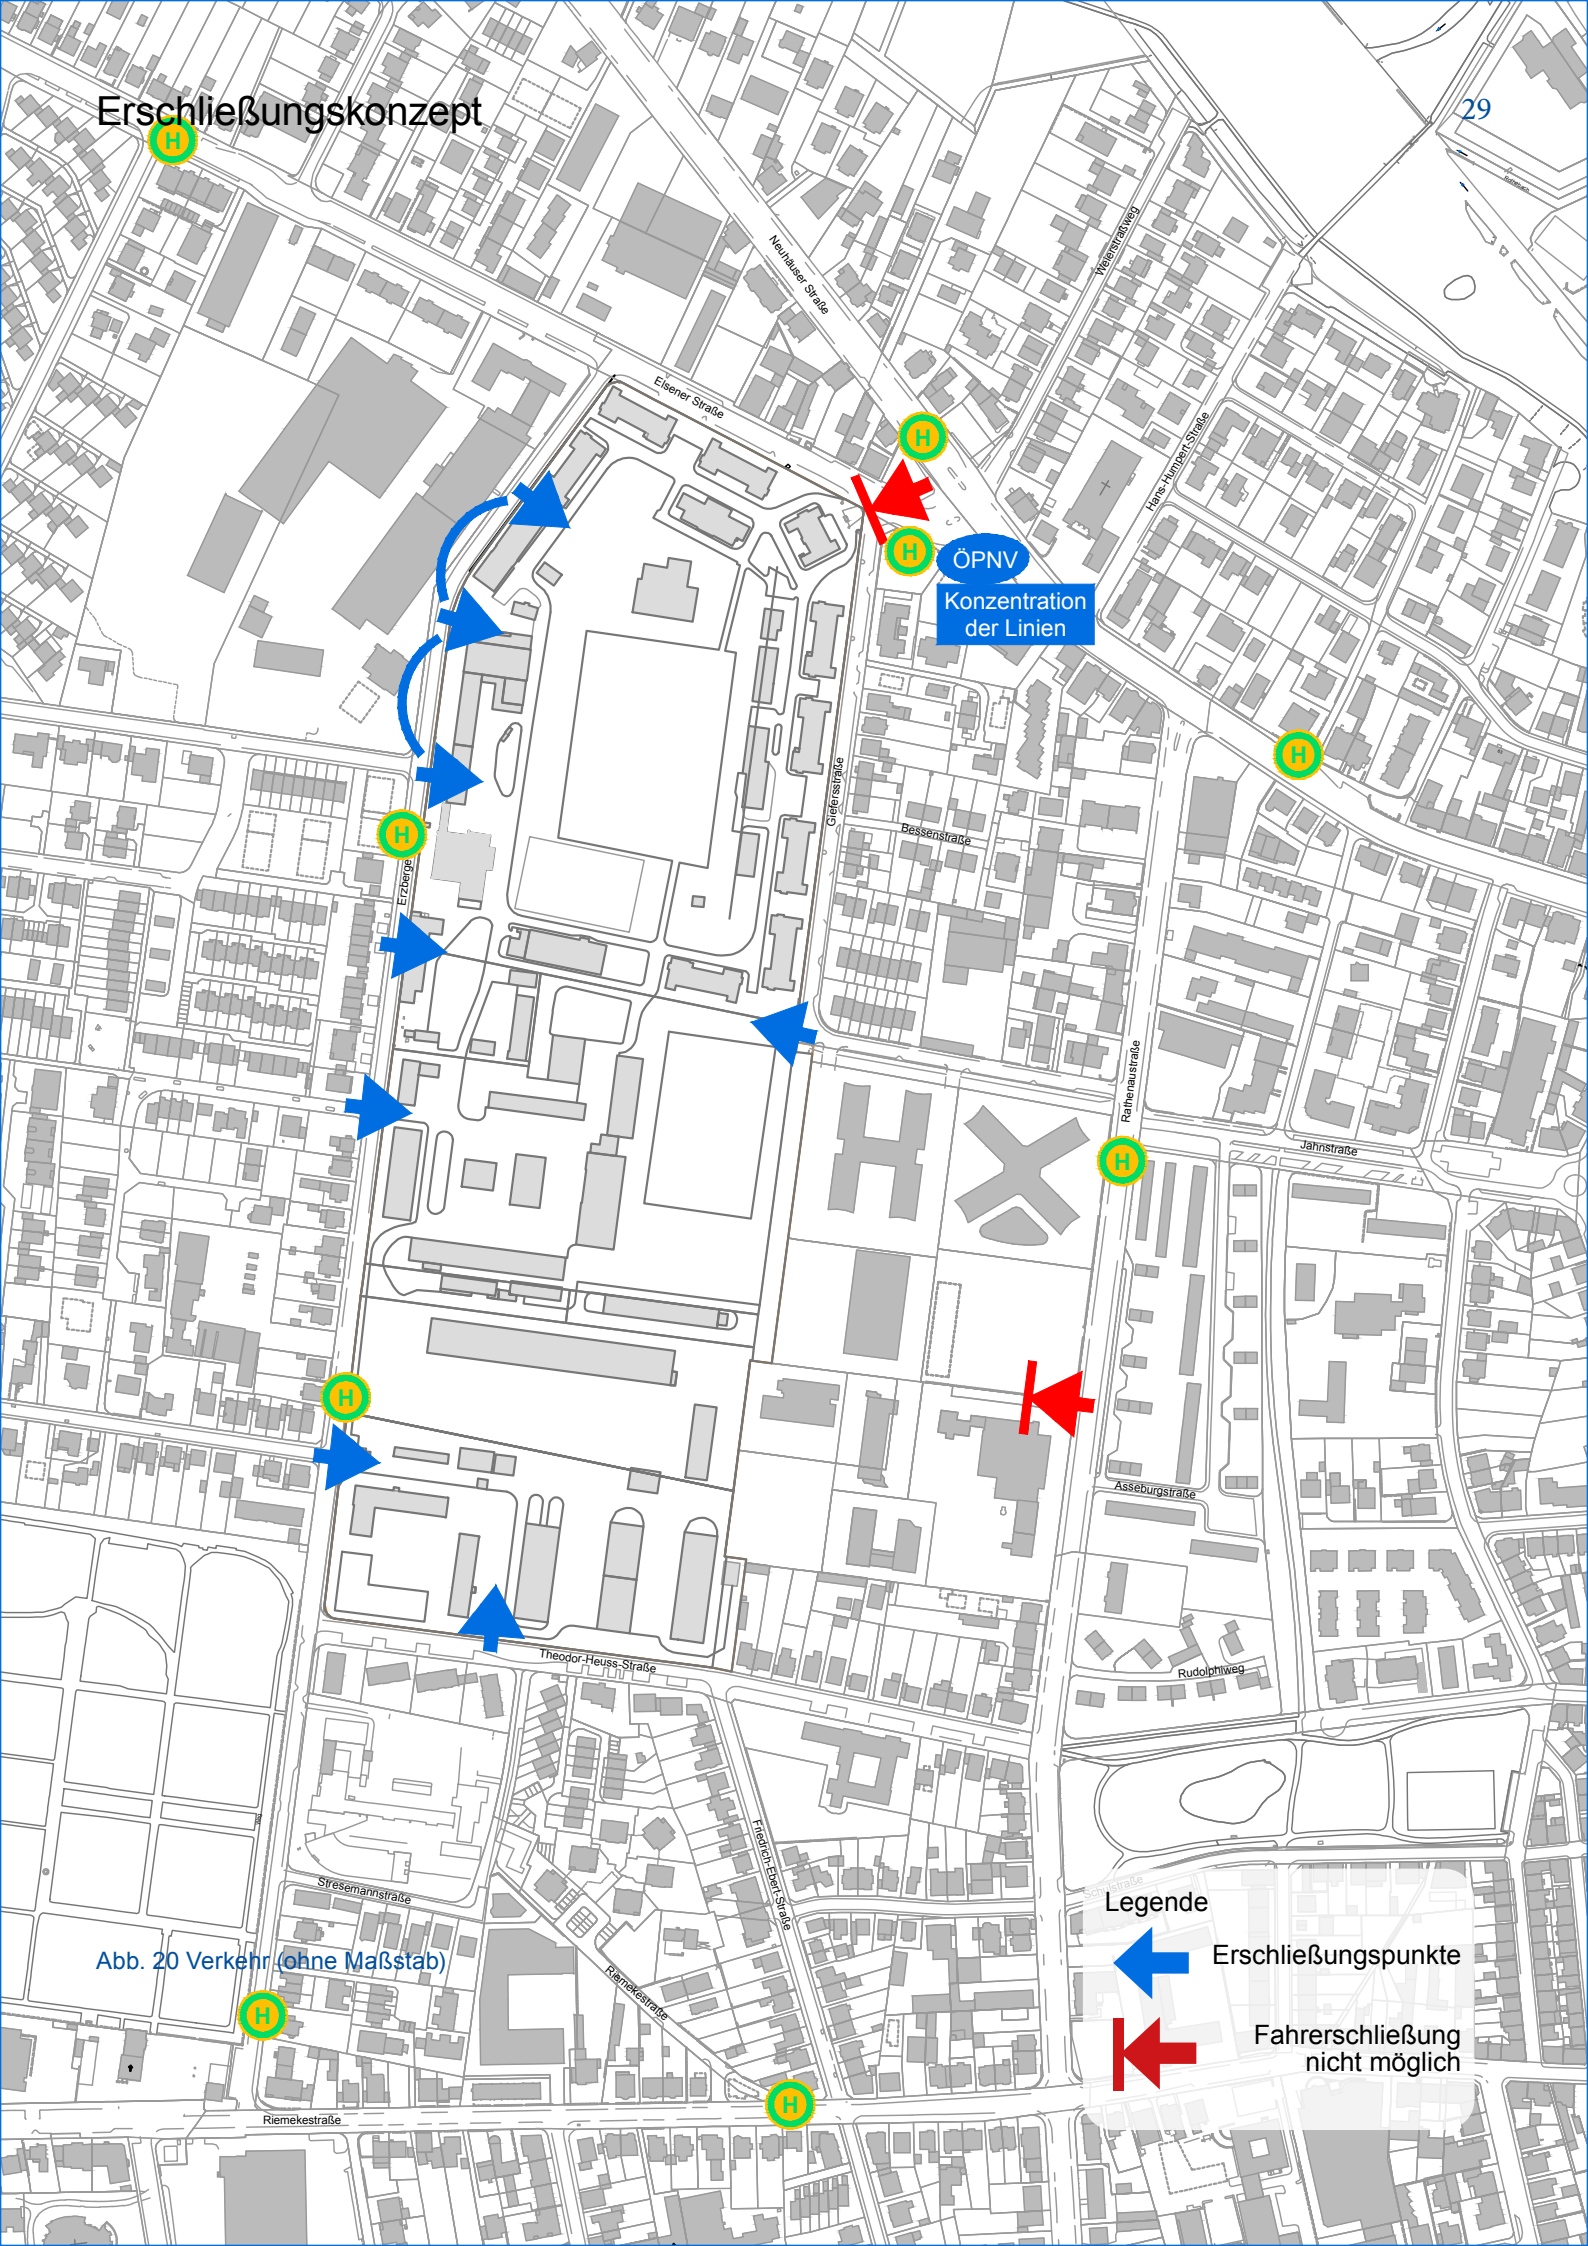 Erschließungskonzept
29
H
Neuhäuser Straße
Weierstraßweg
Elsener Straße
H
Hans-Humpert-Straße
H
ÖPNV
Konzentration
der Linien
H
Giefersstraße
Bessenstraße
H
Erzberge
Rathenaustraße
Jahnstraße
H
H
Asseburgstraße
Theodor-Heuss-Straße
Rudolphiweg
Friedrich-Ebert-Straße
Stresemannstraße
Schulstraße
Legende
Erschließungspunkte
Abb. 20 Verkehr (ohne Maßstab)
Riemekestraße
H
Fahrerschließung
nicht möglich
H
Riemekestraße